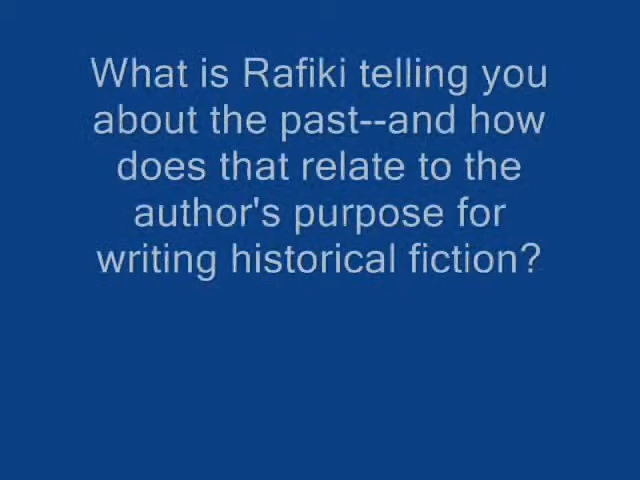 What is Rafiki telling you
about the past--and how
does that relate to the
author's purpose for
writing historical fiction?